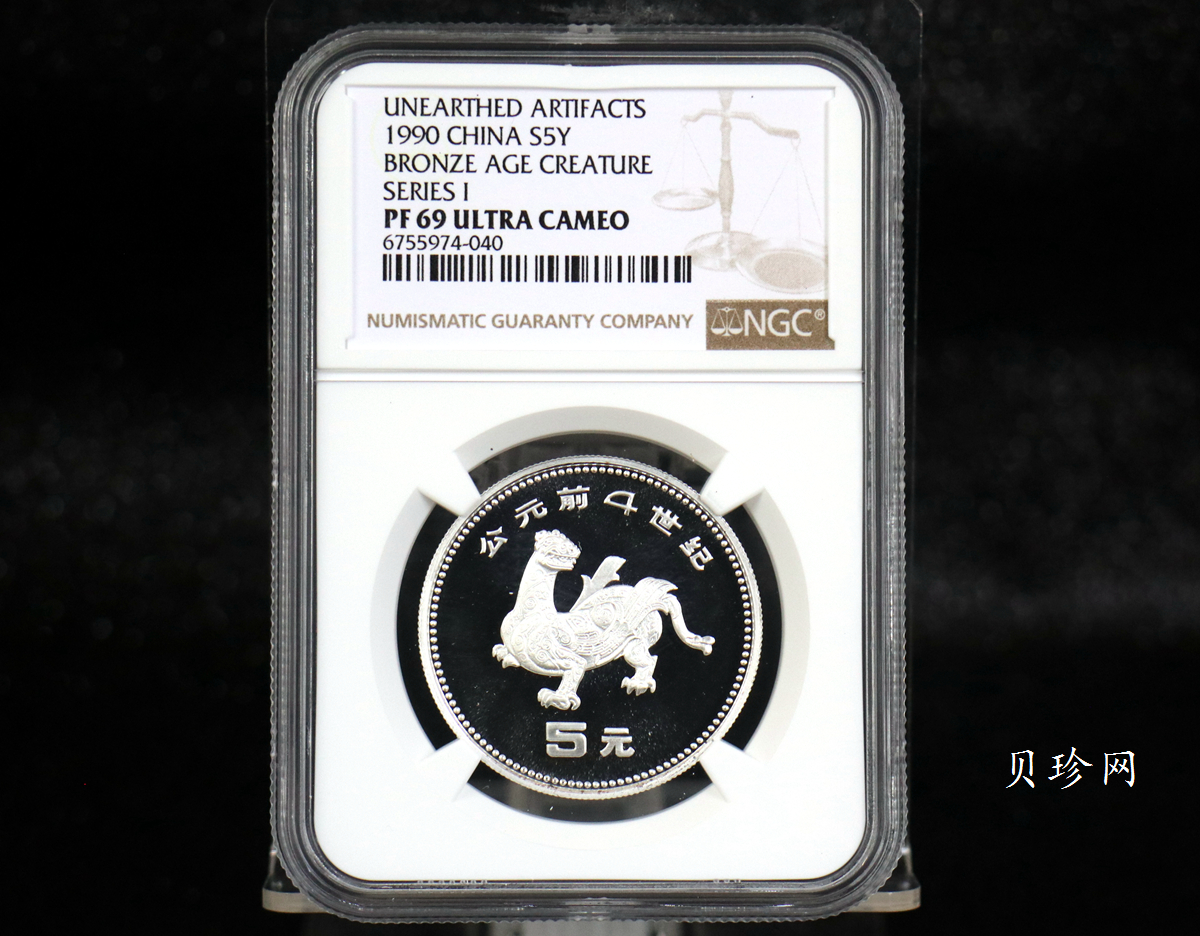 UNEARTHED ARTIFACTS
1990 CHINA S5Y
BRONZE AGE CREATURE
SERIES I
PF 69 ULTRA CAMEO
6755974-040
NUMISMATIC GUARANTY COMPANY
NGC®
公元前4世纪
5元
贝珍网